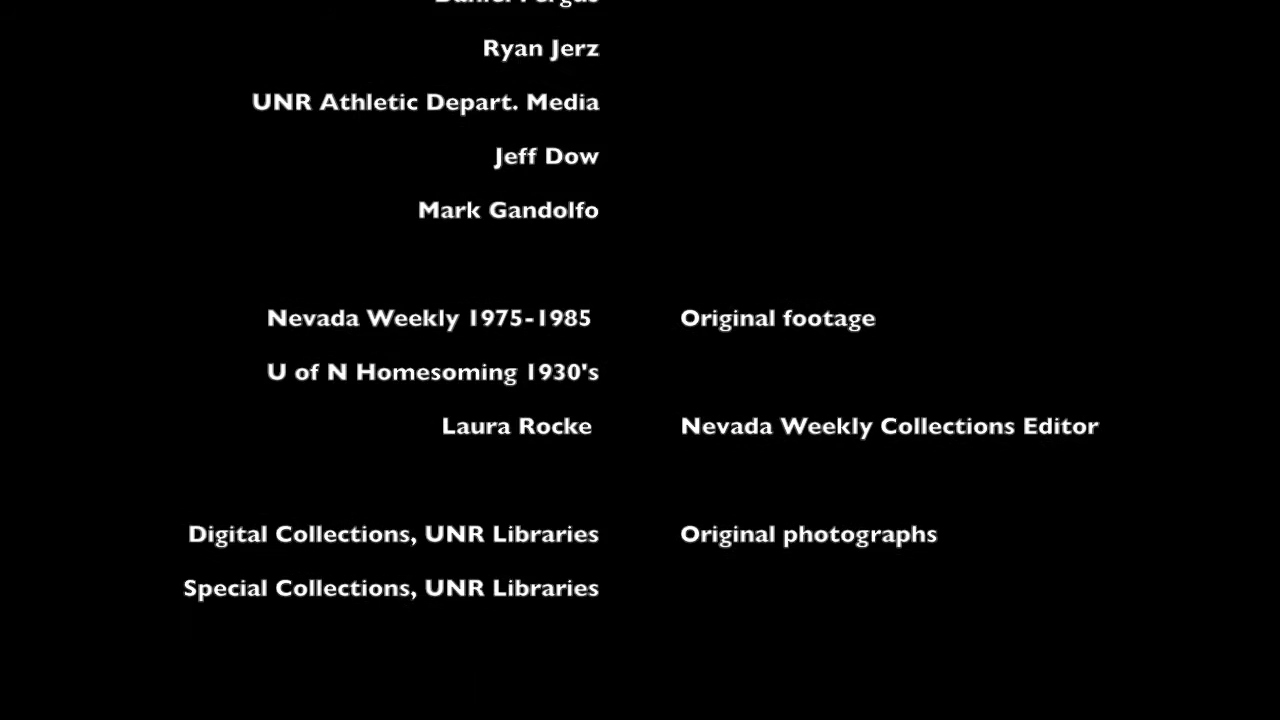 Ryan Jerz
UNR Athletic Depart. Media
Jeff Dow
Mark Gandolfo
Nevada Weekly 1975-1985 Original footage
U of N Homesoming 1930's
Laura Rocke Nevada Weekly Collections Editor
Digital Collections, UNR Libraries Original photographs
Special Collections, UNR Libraries